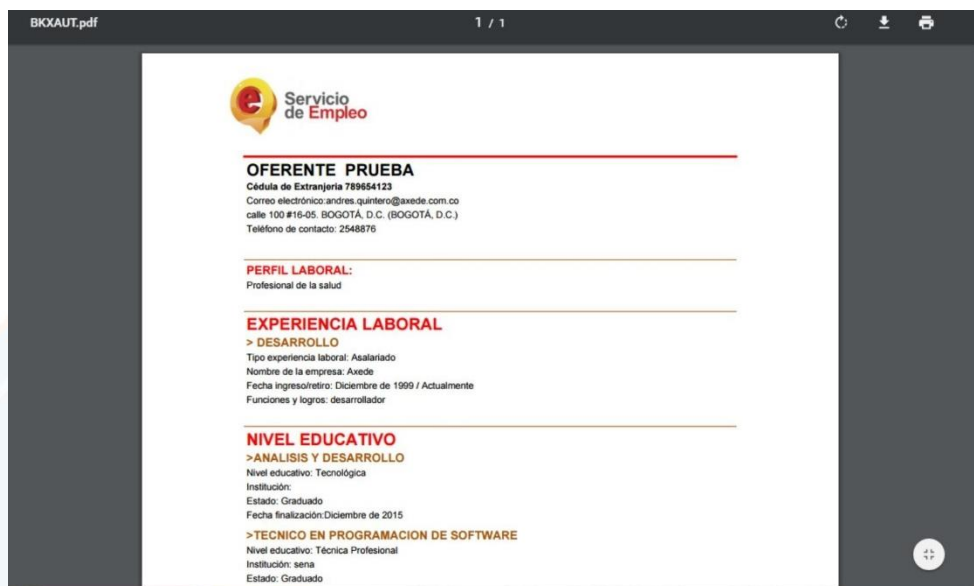 BKXAUT.pdf
1 / 1
e Servicio
de Empleo
OFERENTE PRUEBA
Cédula de Extranjería 789654123
Correo electrónico:andres.quintero@axede.com.co
calle 100 #16-05. BOGOTÁ, D.C. (BOGOTÁ, D.C.)
Teléfono de contacto: 2548876
PERFIL LABORAL:
Profesional de la salud
EXPERIENCIA LABORAL
> DESARROLLO
Tipo experiencia laboral: Asalariado
Nombre de la empresa: Axede
Fecha ingreso/retiro: Diciembre de 1999 / Actualmente
Funciones y logros: desarrollador
NIVEL EDUCATIVO
>ANALISIS Y DESARROLLO
Nivel educativo: Tecnológica
Institución:
Estado: Graduado
Fecha finalización:Diciembre de 2015
>TECNICO EN PROGRAMACION DE SOFTWARE
Nivel educativo: Técnica Profesional
Institución: sena
Estado: Graduado